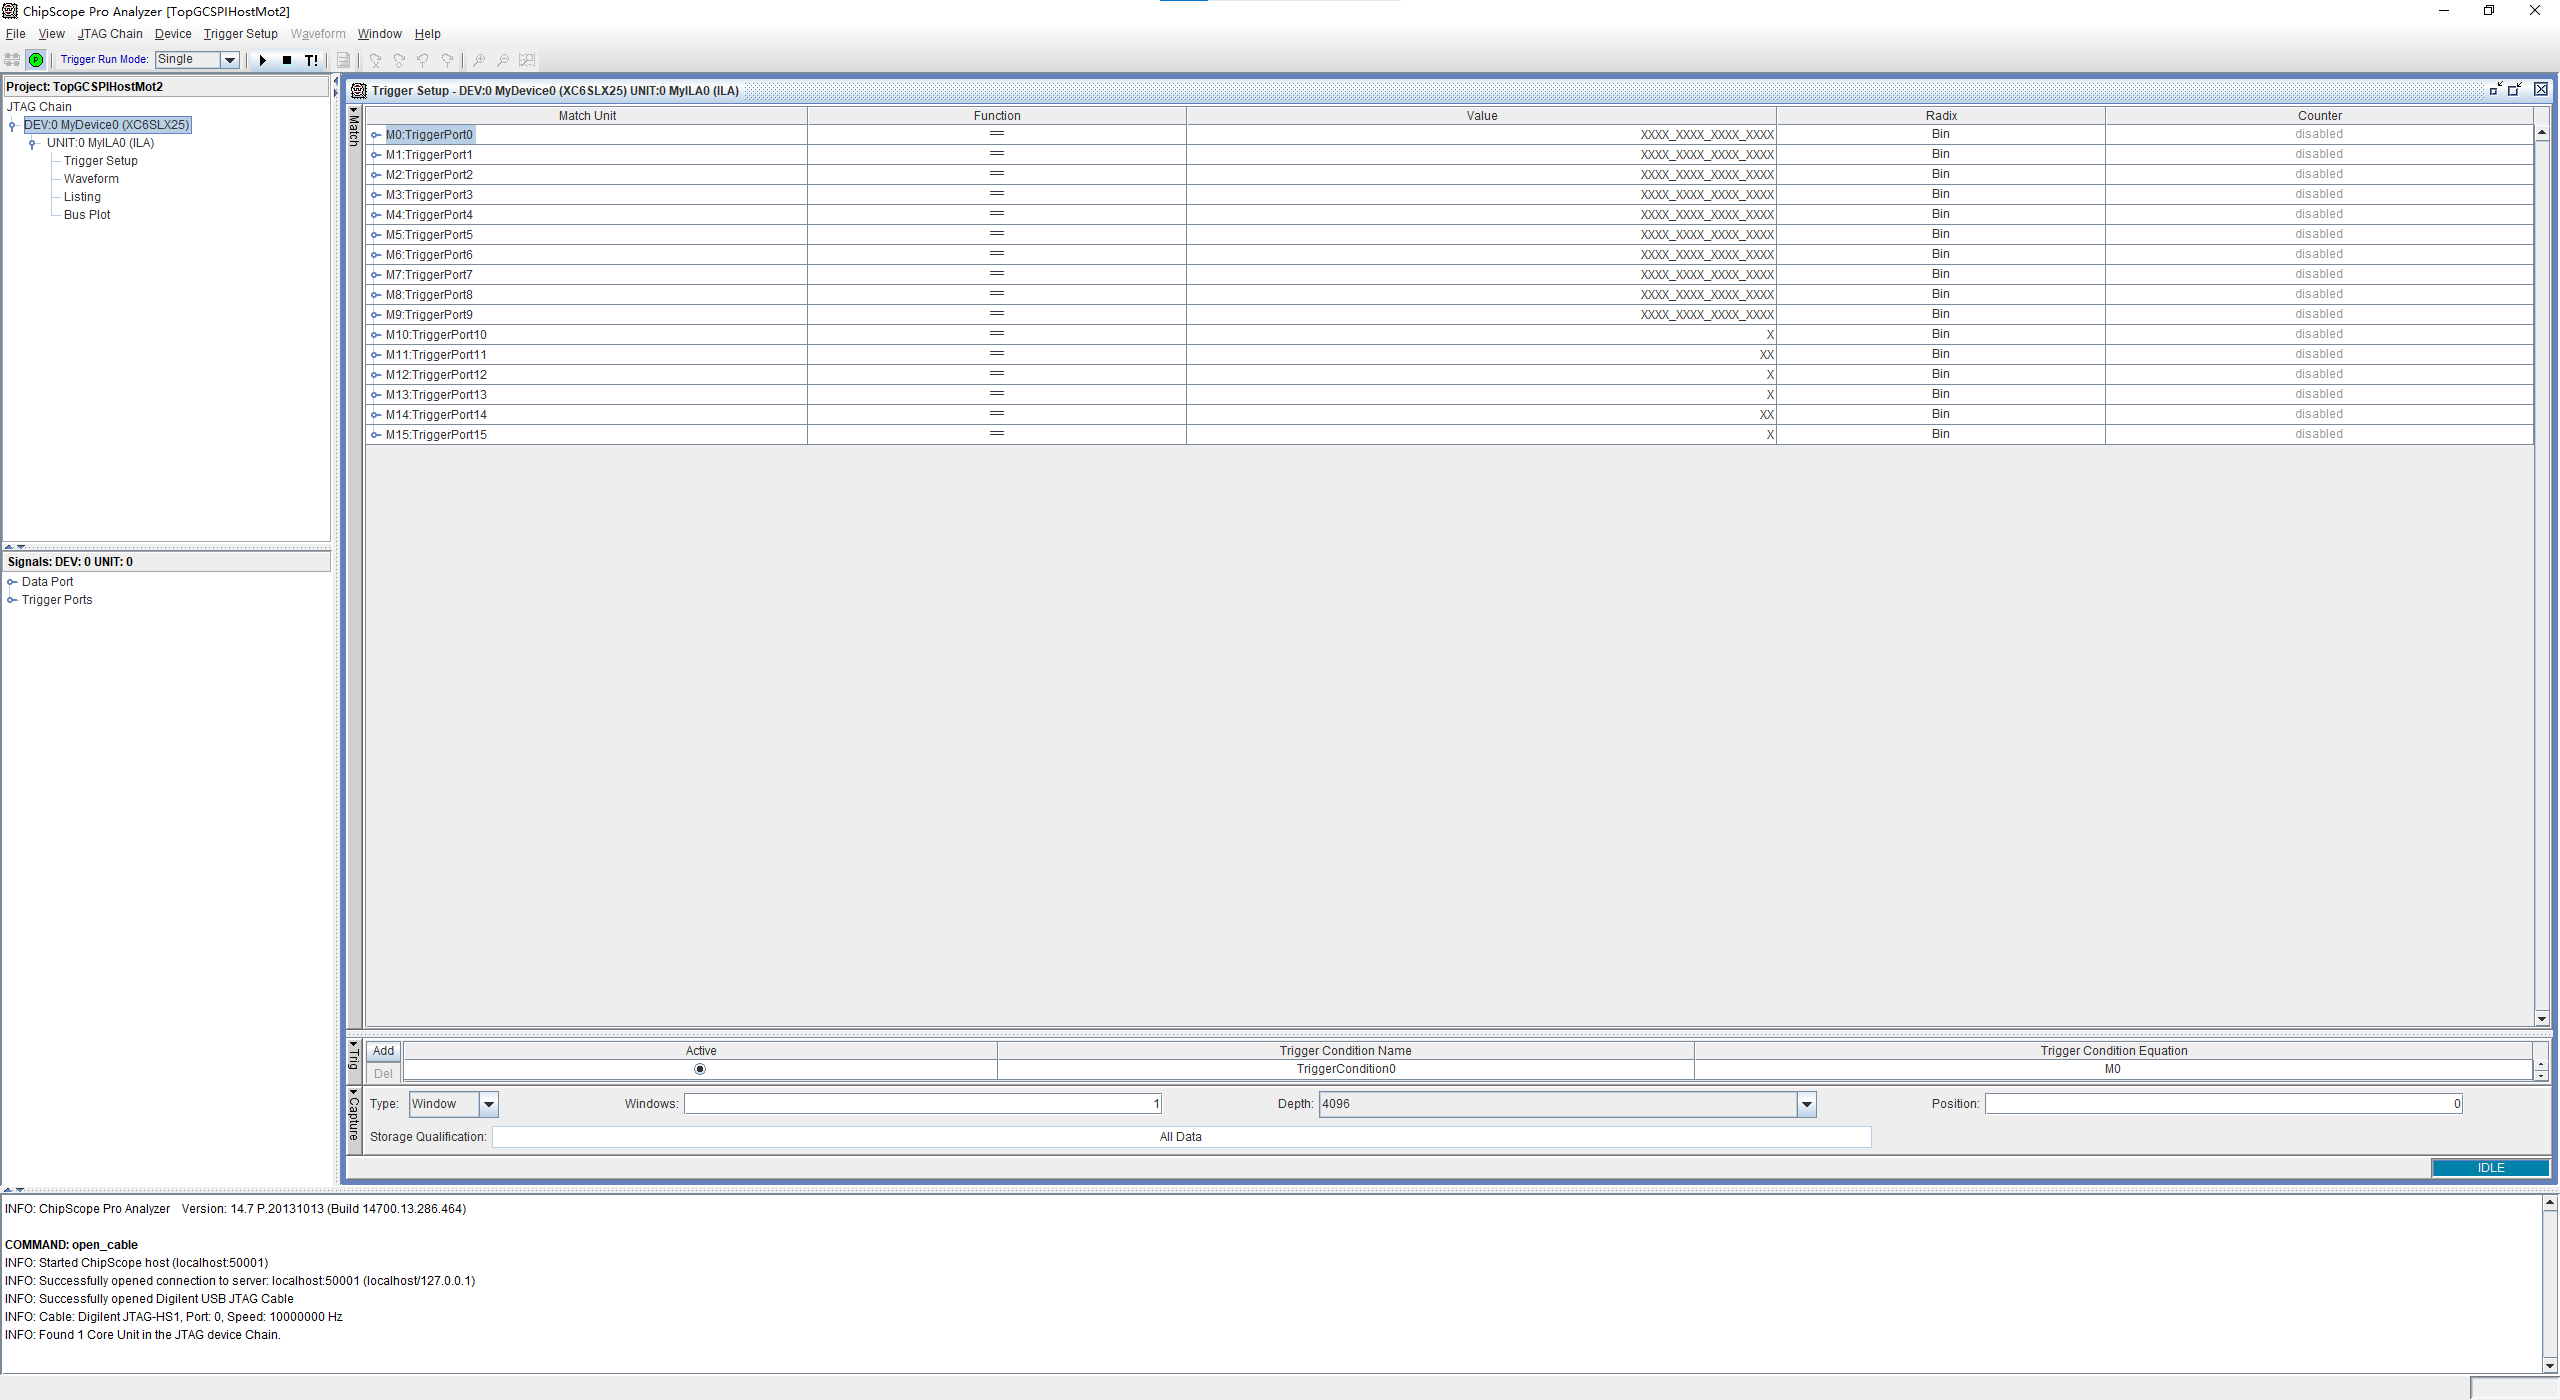 ChipScope Pro Analyzer [TopGCSPIHostMot2]
File View JTAG Chain Device Trigger Setup Waveform Window Help
Trigger Run Mode: Single T!
Project: TopGCSPIHostMot2
JTAG Chain
DEV:0 MyDevice0 (XC6SLX25)
UNIT:0 MyILA0 (ILA)
Trigger Setup
Waveform
Listing
Bus Plot
Signals: DEV: 0 UNIT: 0
Data Port
Trigger Ports
Trigger Setup - DEV:0 MyDevice0 (XC6SLX25) UNIT:0 MyILA0 (ILA)
Match
Match Unit Function Value Radix Counter
M0:TriggerPort0 == XXXX_XXXX_XXXX_XXXX Bin disabled
M1:TriggerPort1 == XXXX_XXXX_XXXX_XXXX Bin disabled
M2:TriggerPort2 == XXXX_XXXX_XXXX_XXXX Bin disabled
M3:TriggerPort3 == XXXX_XXXX_XXXX_XXXX Bin disabled
M4:TriggerPort4 == XXXX_XXXX_XXXX_XXXX Bin disabled
M5:TriggerPort5 == XXXX_XXXX_XXXX_XXXX Bin disabled
M6:TriggerPort6 == XXXX_XXXX_XXXX_XXXX Bin disabled
M7:TriggerPort7 == XXXX_XXXX_XXXX_XXXX Bin disabled
M8:TriggerPort8 == XXXX_XXXX_XXXX_XXXX Bin disabled
M9:TriggerPort9 == XXXX_XXXX_XXXX_XXXX Bin disabled
M10:TriggerPort10 == X Bin disabled
M11:TriggerPort11 == XX Bin disabled
M12:TriggerPort12 == X Bin disabled
M13:TriggerPort13 == X Bin disabled
M14:TriggerPort14 == XX Bin disabled
M15:TriggerPort15 == X Bin disabled
Trig
Add Active Trigger Condition Name Trigger Condition Equation
Del TriggerCondition0 M0
Capture
Type: Window Windows: 1 Depth: 4096 Position: 0
Storage Qualification: All Data
IDLE
INFO: ChipScope Pro Analyzer Version: 14.7 P.20131013 (Build 14700.13.286.464)
COMMAND: open_cable
INFO: Started ChipScope host (localhost:50001)
INFO: Successfully opened connection to server: localhost:50001 (localhost/127.0.0.1)
INFO: Successfully opened Digilent USB JTAG Cable
INFO: Cable: Digilent JTAG-HS1, Port: 0, Speed: 10000000 Hz
INFO: Found 1 Core Unit in the JTAG device Chain.